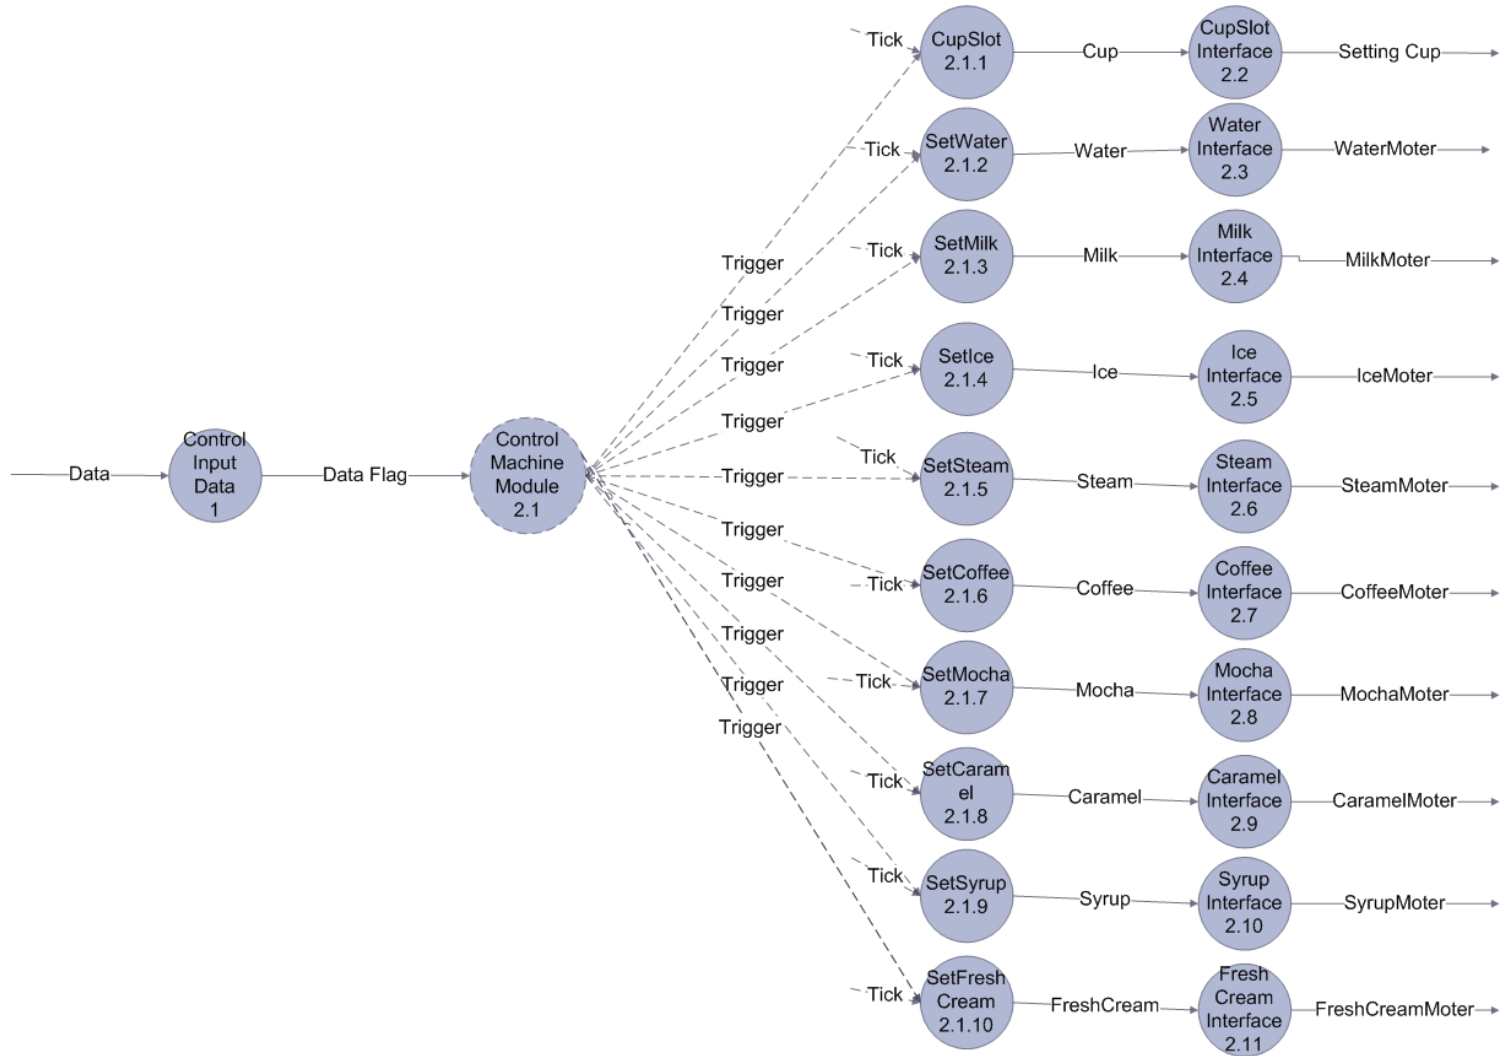 Tick
CupSlot
2.1.1
Cup
CupSlot
Interface
2.2
Setting Cup
Tick
SetWater
2.1.2
Water
Water
Interface
2.3
WaterMoter
Trigger
Tick
SetMilk
2.1.3
Milk
Milk
Interface
2.4
MilkMoter
Trigger
Trigger
Tick
SetIce
2.1.4
Ice
Ice
Interface
2.5
IceMoter
Trigger
Data
Control
Input
Data
1
Data Flag
Control
Machine
Module
2.1
Trigger
Tick
SetSteam
2.1.5
Steam
Steam
Interface
2.6
SteamMoter
Trigger
Tick
SetCoffee
2.1.6
Coffee
Coffee
Interface
2.7
CoffeeMoter
Trigger
Trigger
Tick
SetMocha
2.1.7
Mocha
Mocha
Interface
2.8
MochaMoter
Trigger
Trigger
Tick
SetCaram
el
2.1.8
Caramel
Caramel
Interface
2.9
CaramelMoter
Tick
SetSyrup
2.1.9
Syrup
Syrup
Interface
2.10
SyrupMoter
Tick
SetFresh
Cream
2.1.10
FreshCream
Fresh
Cream
Interface
2.11
FreshCreamMoter